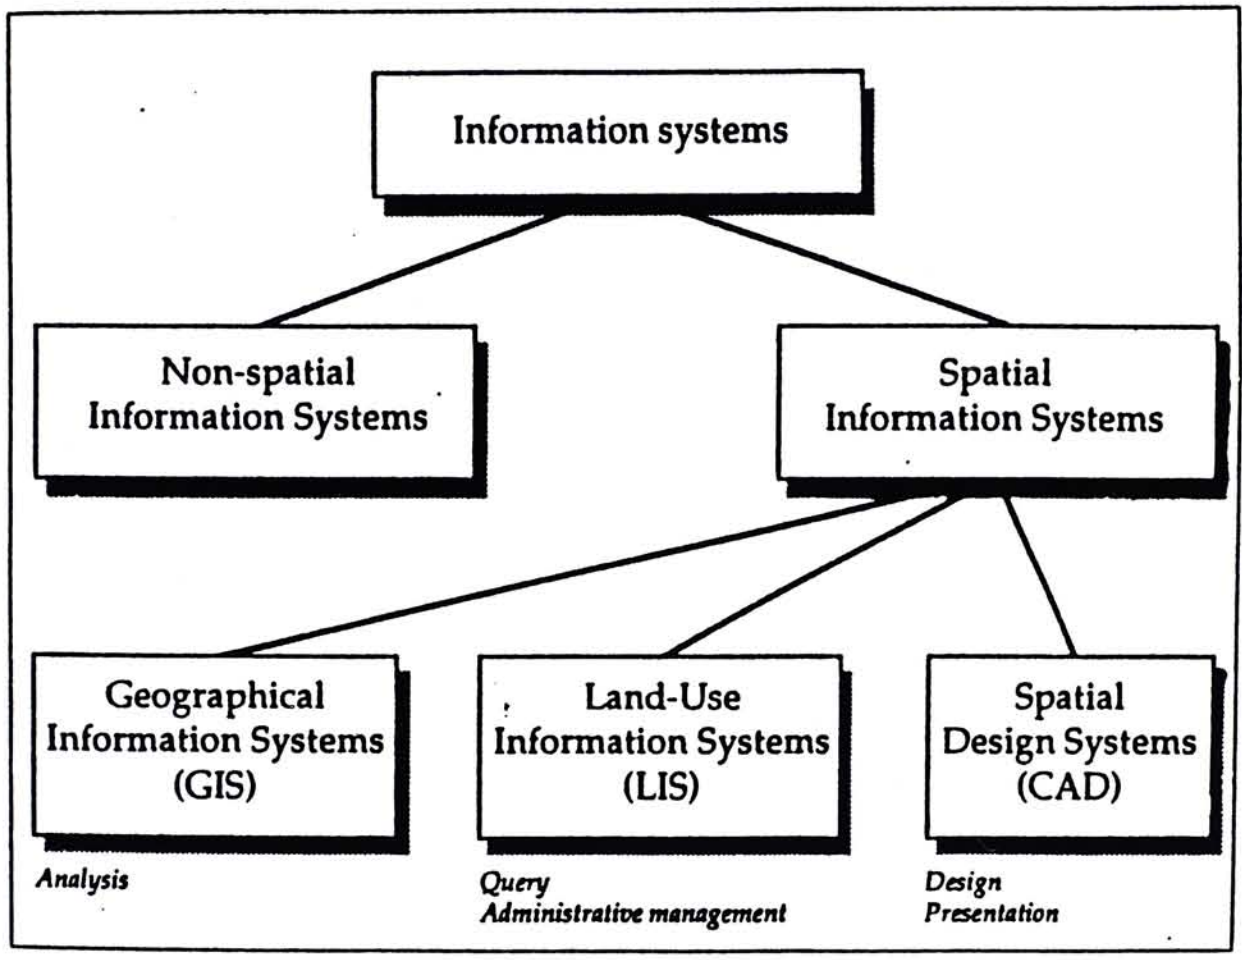 Information systems
Non-spatial
Information Systems
Spatial
Information Systems
Geographical
Information Systems
(GIS)
Land-Use
Information Systems
(LIS)
Spatial
Design Systems
(CAD)
Analysis
Query
Administrative management
Design
Presentation